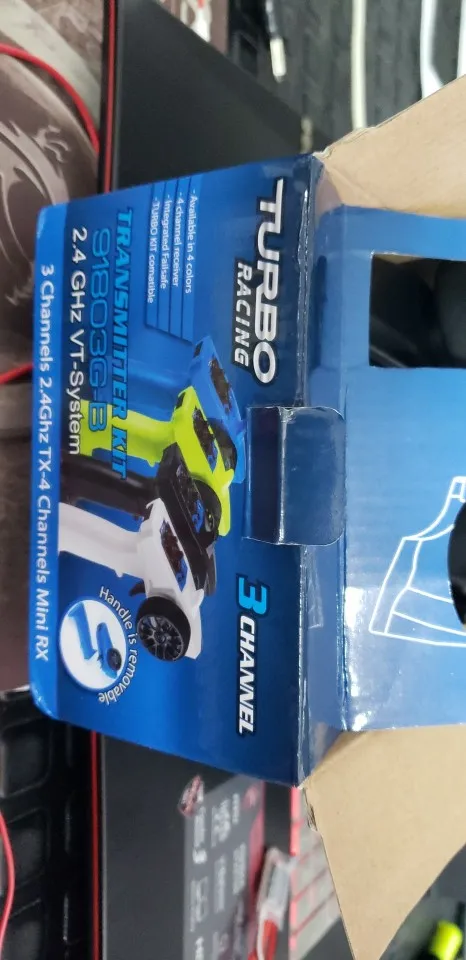 TURBO
RACING
- Available in 4 colors
- 4 channel receiver
- Integrated Failsafe
- TURBO KIT comatible
TRANSMITTER KIT
91803G-B
2.4 GHz VT-System
3 CHANNEL
Handle is removable
3 Channels 2.4Ghz TX-4 Channels Mini RX